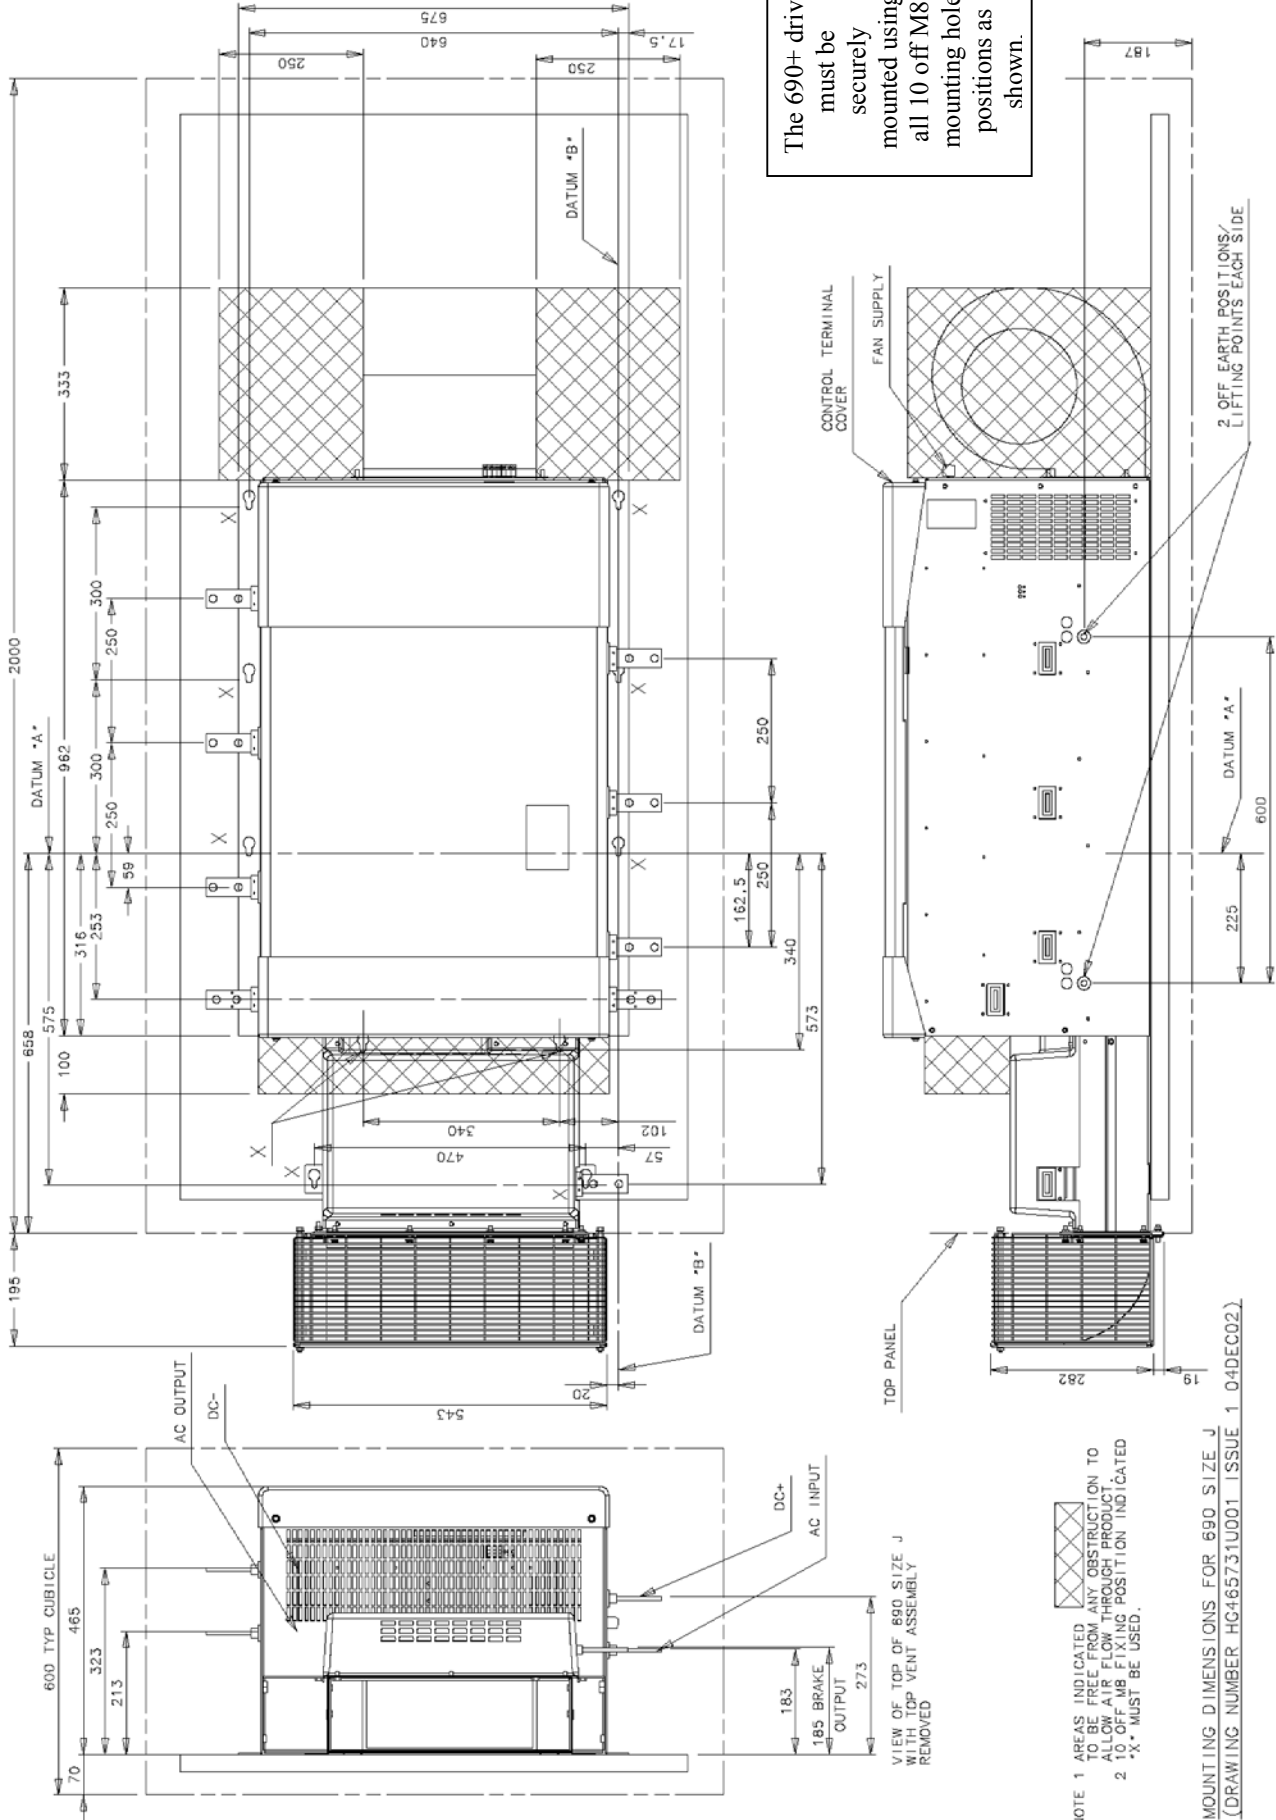 The 690+ driv
must be
securely
mounted using
all 10 off M8
mounting hole
positions as
shown.
675
640
17.5
250
250
DATUM "B"
2000
333
962
300
250
300
250
59
DATUM "A"
658
575
316
253
100
195
X
X
X
X
X
X
X
X
X
250
250
162.5
340
573
340
470
102
57
543
20
DATUM "B"
187
CONTROL TERMINAL
COVER
FAN SUPPLY
2 OFF EARTH POSITIONS/
LIFTING POINTS EACH SIDE
DATUM "A"
600
225
TOP PANEL
282
19
600 TYP CUBICLE
465
323
213
70
AC OUTPUT
DC-
DC+
AC INPUT
183
185 BRAKE
OUTPUT
273
VIEW OF TOP OF 690 SIZE J
WITH TOP VENT ASSEMBLY
REMOVED
OTE 1 AREAS INDICATED
TO BE FREE FROM ANY OBSTRUCTION TO
ALLOW AIR FLOW THROUGH PRODUCT.
2 10 OFF M8 FIXING POSITION INDICATED
"X" MUST BE USED.
MOUNTING DIMENSIONS FOR 690 SIZE J
(DRAWING NUMBER HG465731U001 ISSUE 1 04DEC02)